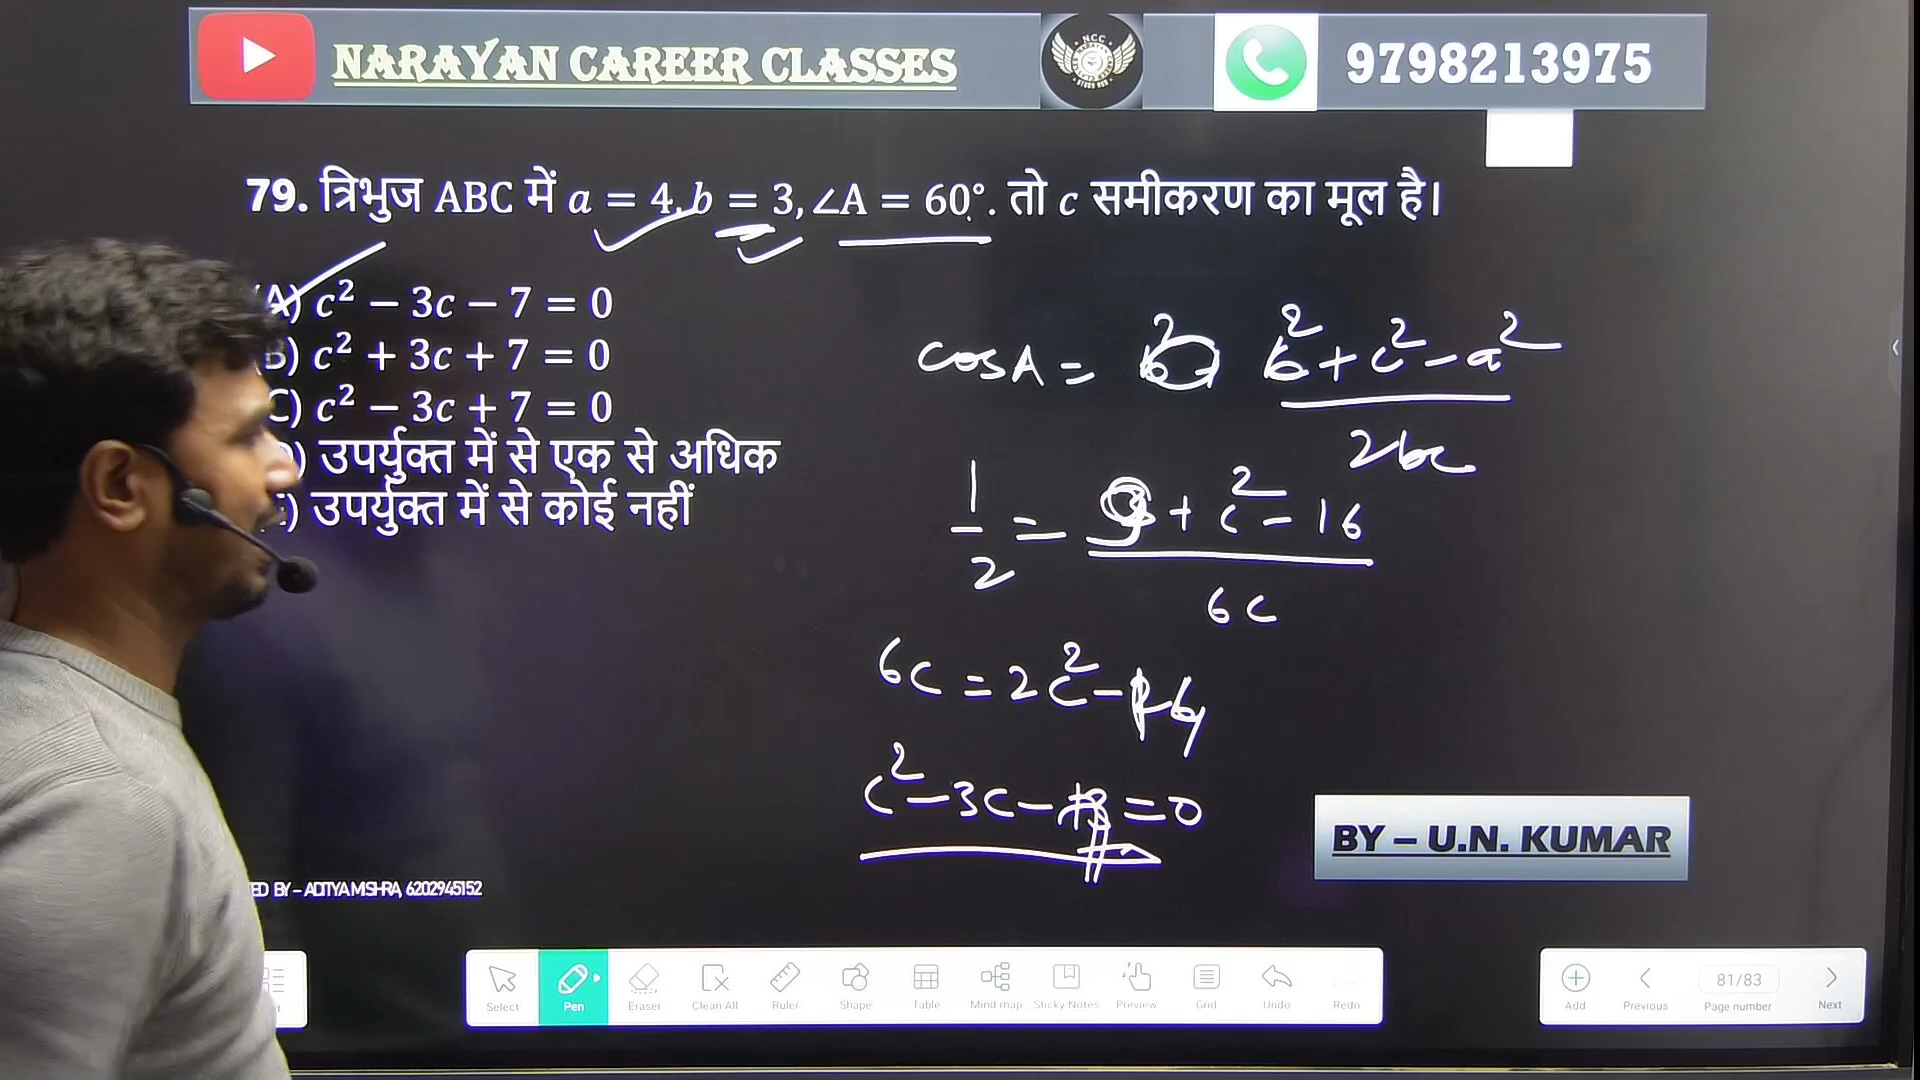 NARAYAN CAREER CLASSES
NCC
9798213975
79. त्रिभुज ABC में a = 4, b = 3, ∠A = 60°. तो c समीकरण का मूल है।
(A) c² − 3c − 7 = 0
B) c² + 3c + 7 = 0
C) c² − 3c + 7 = 0
) उपर्युक्त में से एक से अधिक
) उपर्युक्त में से कोई नहीं
cosA = b² + c² − a²
2bc
1/2 = 9 + c² − 16
6c
6c = 2c² −
c² − 3c − = 0
BY – U.N. KUMAR
ED BY – ADITYA MISHRA, 6202945152
Select
Pen
Eraser
Clean All
Ruler
Shape
Table
Mind map
Sticky Notes
Preview
Grid
Undo
Redo
Add
Previous
81/83
Page number
Next